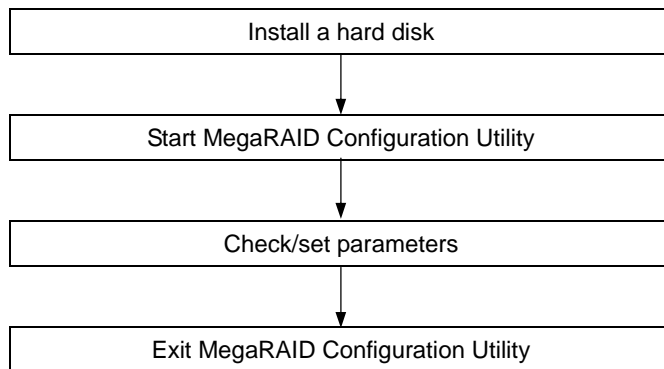 Install a hard disk
Start MegaRAID Configuration Utility
Check/set parameters
Exit MegaRAID Configuration Utility